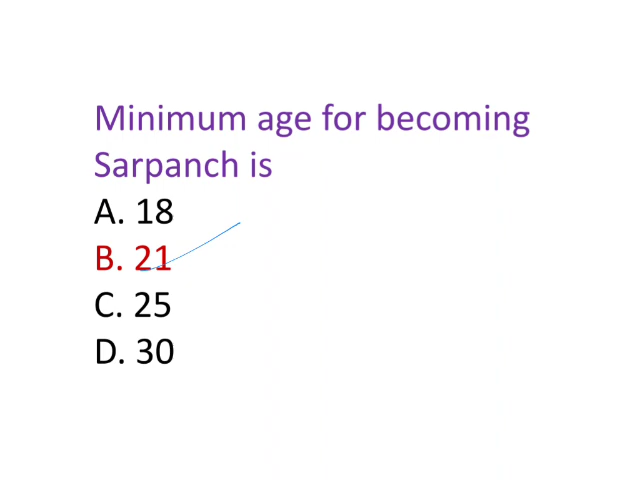 Minimum age for becoming
Sarpanch is
A. 18
B. 21
C. 25
D. 30